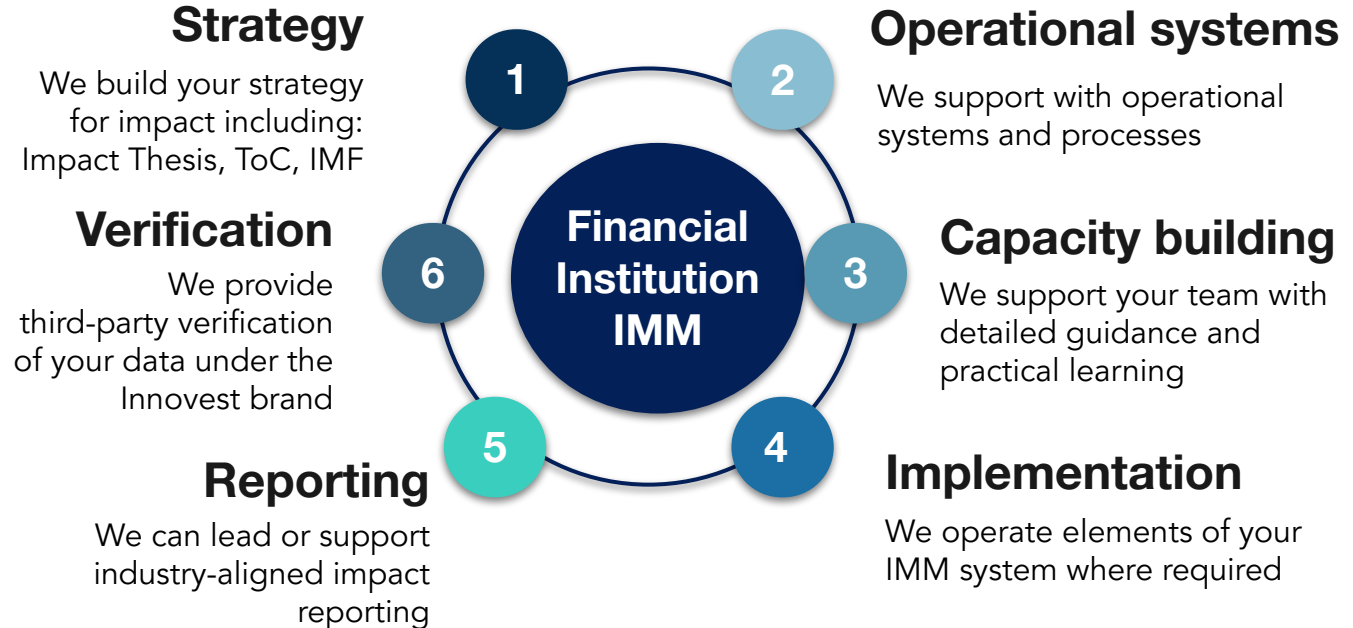 Strategy
We build your strategy
for impact including:
Impact Thesis, ToC, IMF
1
2
Operational systems
We support with operational
systems and processes
Financial
Institution
IMM
3
Capacity building
We support your team with
detailed guidance and
practical learning
4
Implementation
We operate elements of your
IMM system where required
5
Reporting
We can lead or support
industry-aligned impact
reporting
6
Verification
We provide
third-party verification
of your data under the
Innovest brand